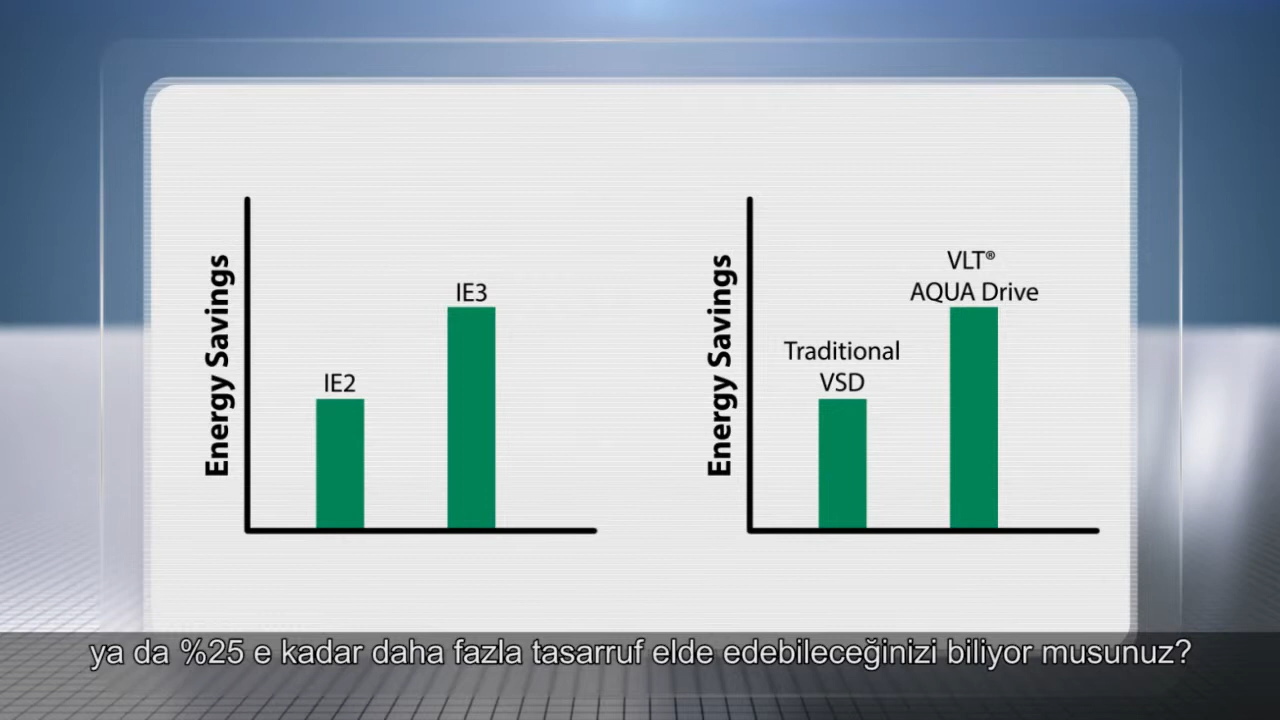 Energy Savings
IE2
IE3
Energy Savings
Traditional
VSD
VLT®
AQUA Drive
ya da %25 e kadar daha fazla tasarruf elde edebileceğinizi biliyor musunuz?